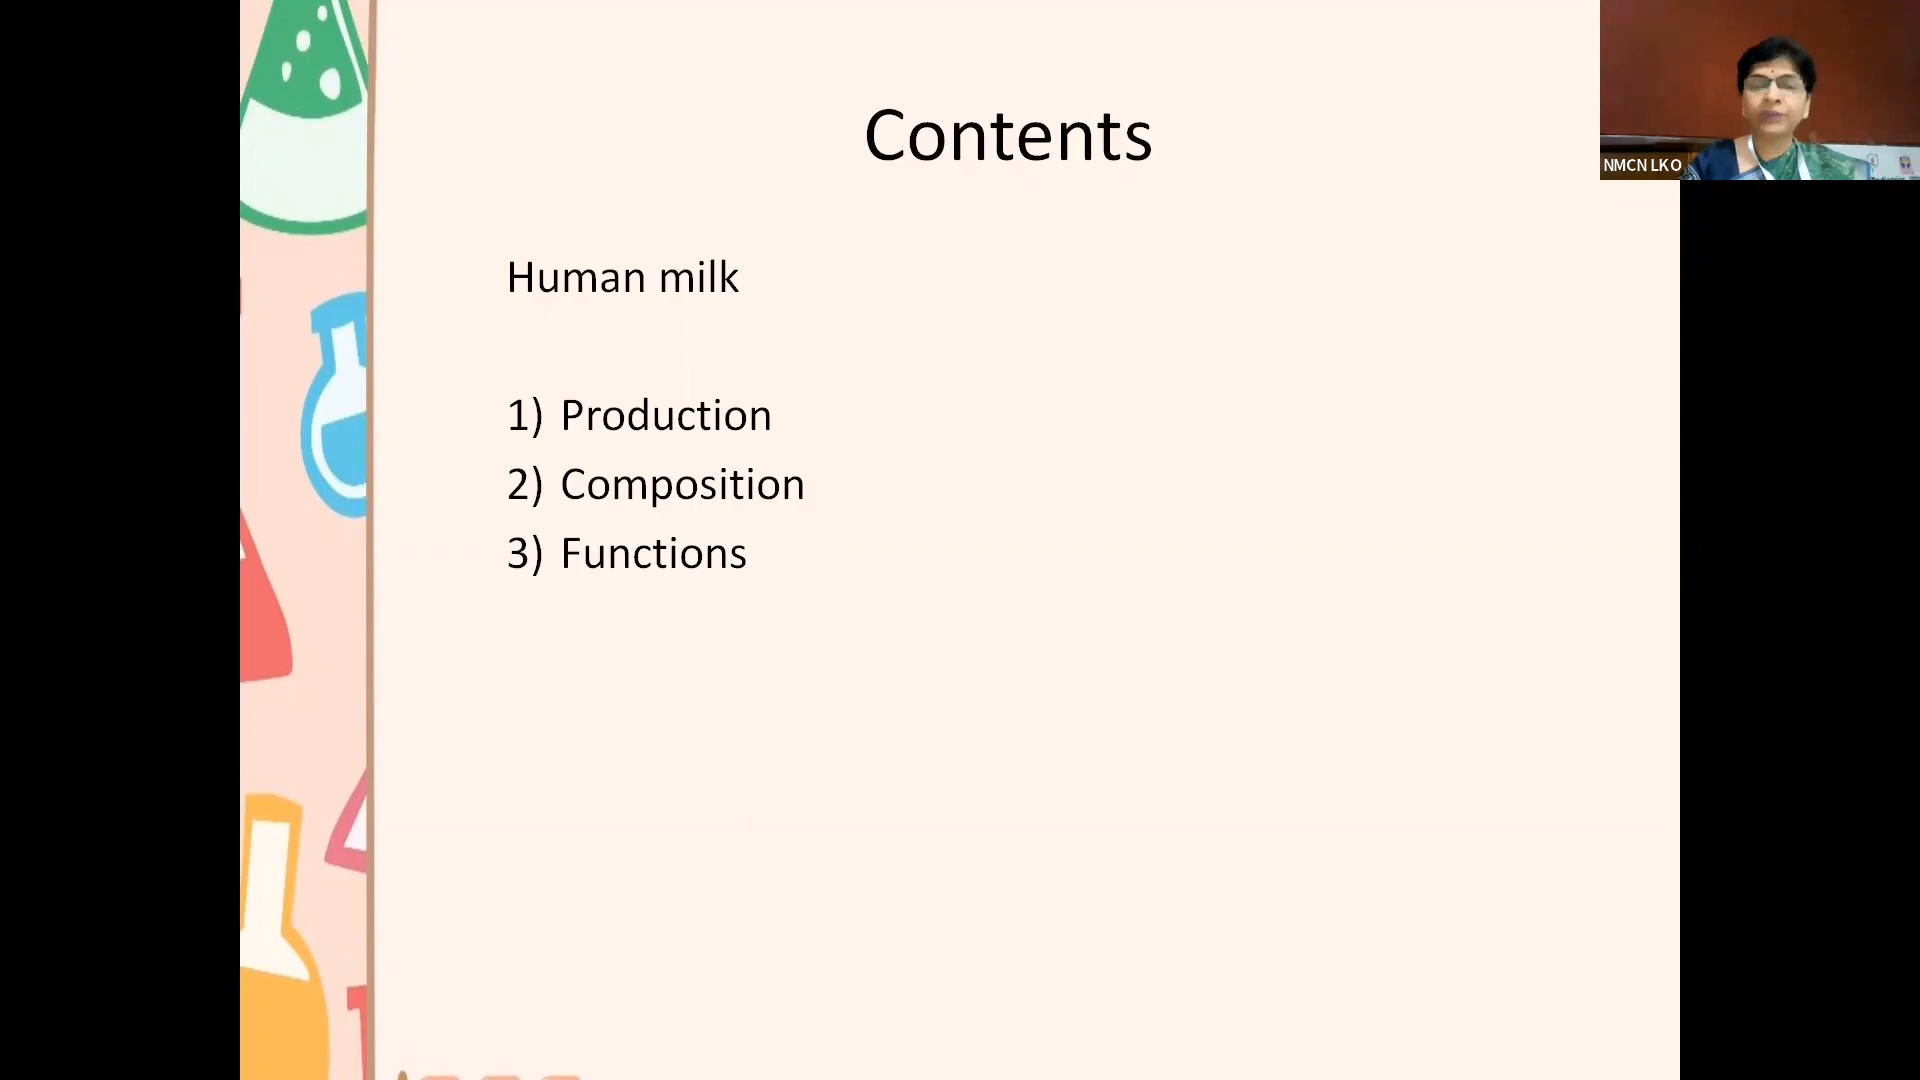 Contents
Human milk
1) Production
2) Composition
3) Functions
NMCN LKO